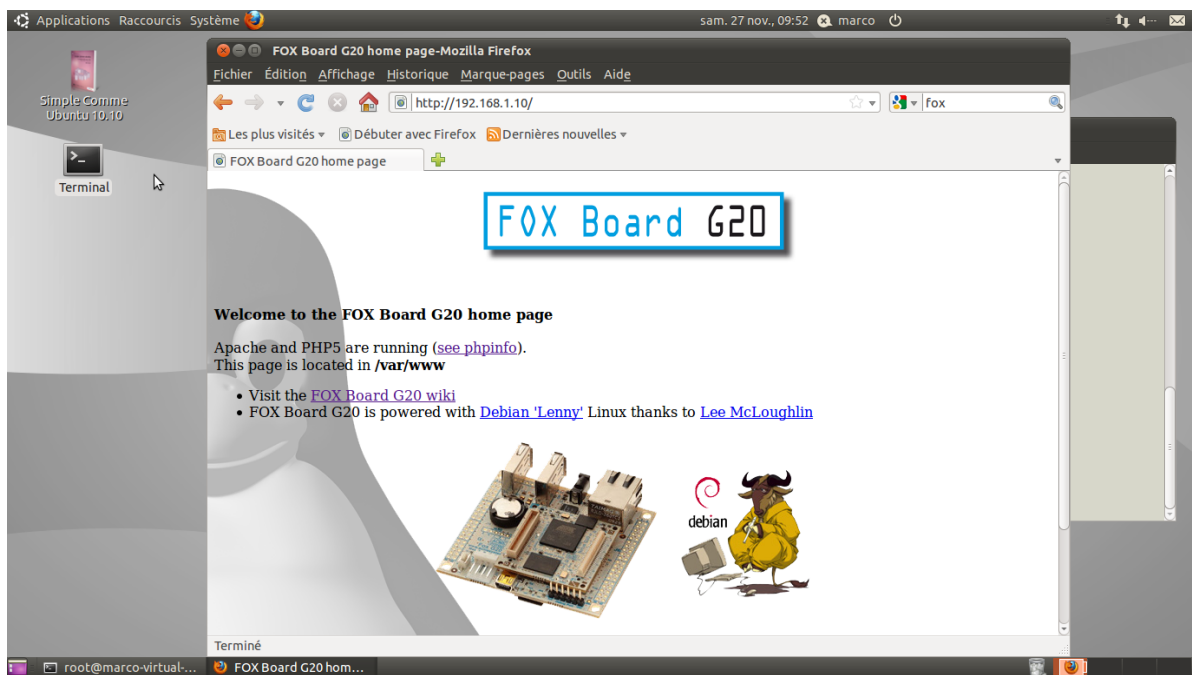 Applications Raccourcis Système
sam. 27 nov., 09:52 marco
Simple Comme
Ubuntu 10.10
Terminal
FOX Board G20 home page-Mozilla Firefox
Fichier Édition Affichage Historique Marque-pages Outils Aide
http://192.168.1.10/
fox
Les plus visités Débuter avec Firefox Dernières nouvelles
FOX Board G20 home page
FOX Board G20
Welcome to the FOX Board G20 home page
Apache and PHP5 are running (see phpinfo).
This page is located in /var/www
• Visit the FOX Board G20 wiki
• FOX Board G20 is powered with Debian 'Lenny' Linux thanks to Lee McLoughlin
debian
Terminé
root@marco-virtual-...
FOX Board G20 hom...